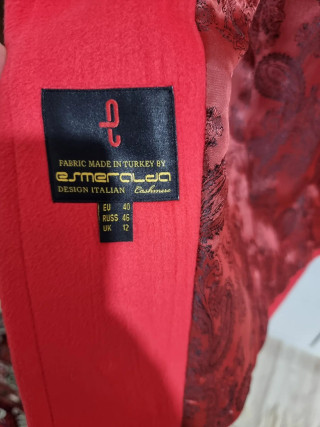 FABRIC MADE IN TURKEY BY
esmeralda
DESIGN ITALIAN Cashmere
EU 40
RUSS 46
UK 12